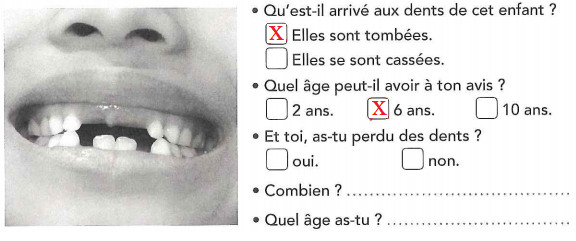 • Qu'est-il arrivé aux dents de cet enfant ?
X Elles sont tombées.
Elles se sont cassées.
• Quel âge peut-il avoir à ton avis ?
2 ans. X 6 ans. 10 ans.
• Et toi, as-tu perdu des dents ?
oui. non.
• Combien ? ........................................
• Quel âge as-tu ? ................................